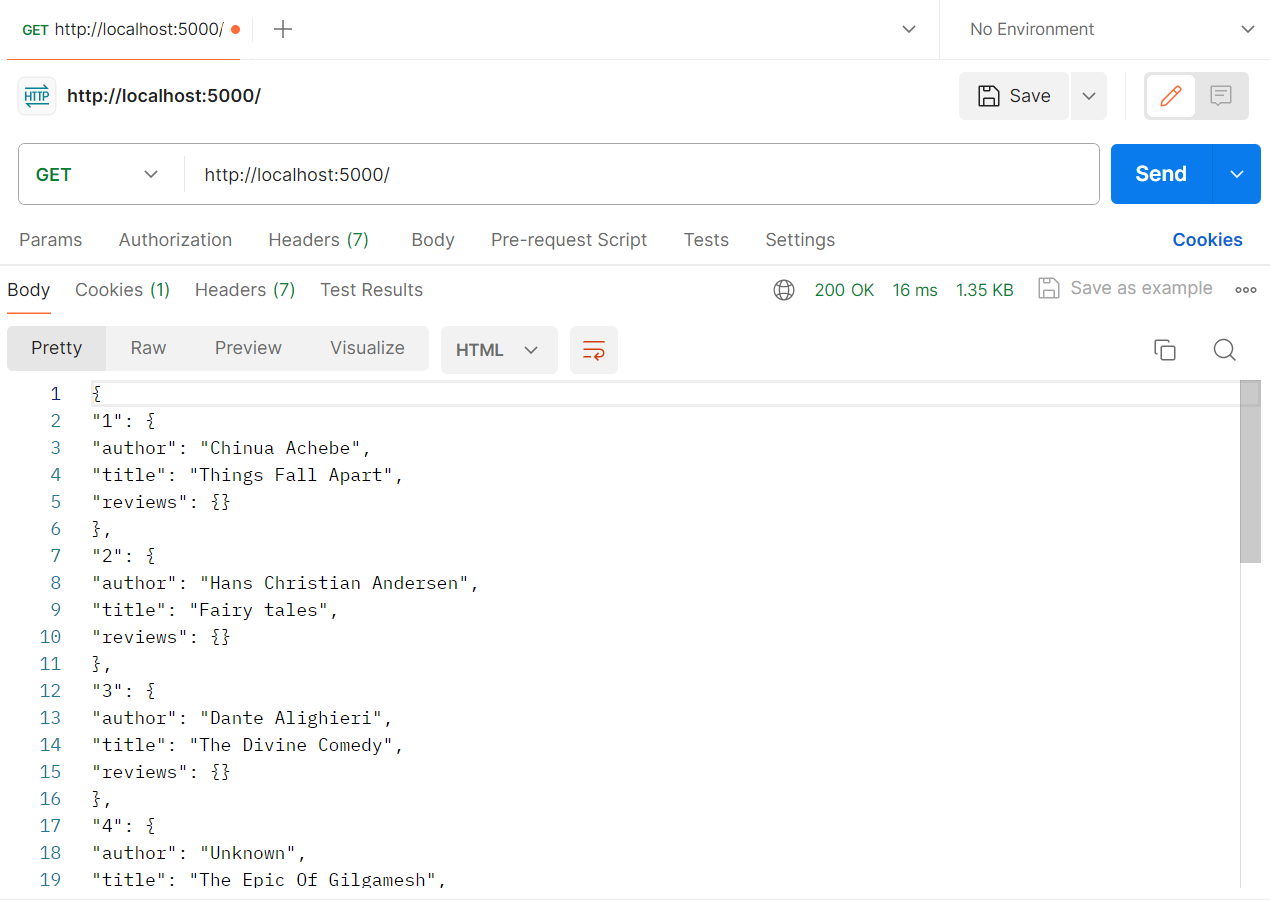 GET http://localhost:5000/
No Environment
HTTP http://localhost:5000/
Save
GET http://localhost:5000/
Send
Params Authorization Headers (7) Body Pre-request Script Tests Settings Cookies
Body Cookies (1) Headers (7) Test Results 200 OK 16 ms 1.35 KB Save as example
Pretty Raw Preview Visualize HTML
1 {
2 "1": {
3 "author": "Chinua Achebe",
4 "title": "Things Fall Apart",
5 "reviews": {}
6 },
7 "2": {
8 "author": "Hans Christian Andersen",
9 "title": "Fairy tales",
10 "reviews": {}
11 },
12 "3": {
13 "author": "Dante Alighieri",
14 "title": "The Divine Comedy",
15 "reviews": {}
16 },
17 "4": {
18 "author": "Unknown",
19 "title": "The Epic Of Gilgamesh",